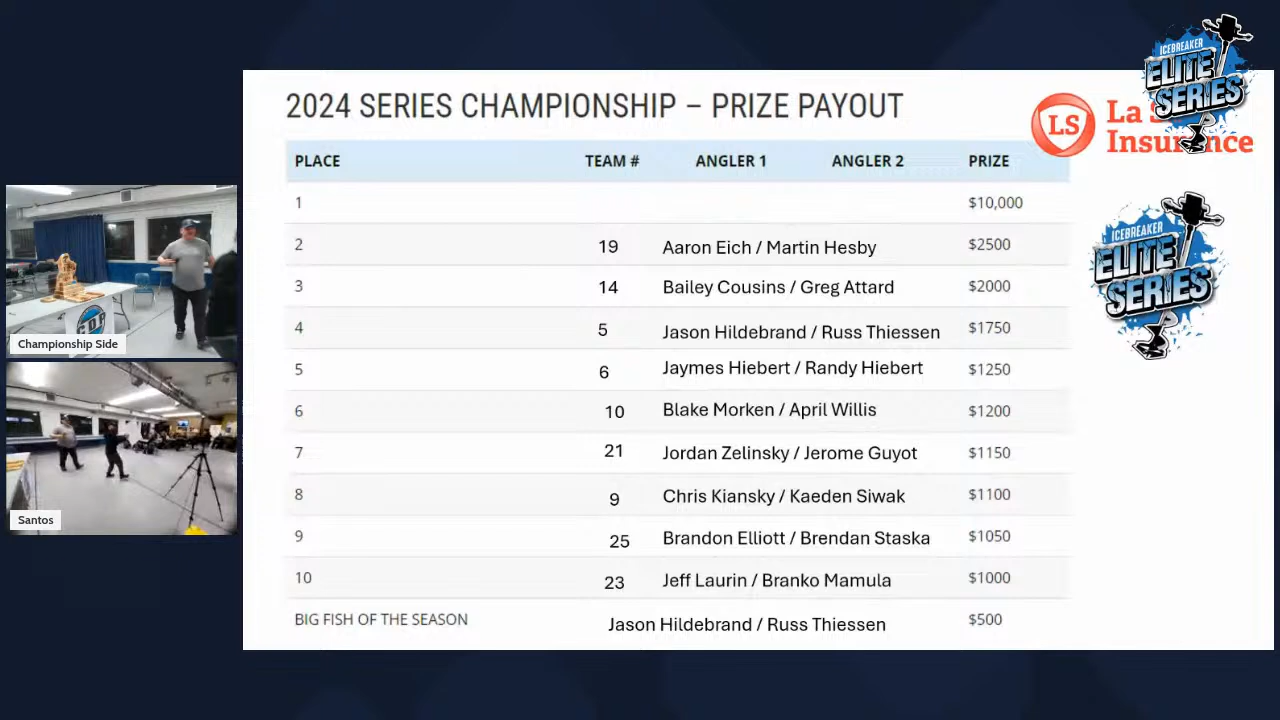 2024 SERIES CHAMPIONSHIP – PRIZE PAYOUT
ICEBREAKER
ELITE
SERIES
LS
La
Insurance
PLACE TEAM # ANGLER 1 ANGLER 2 PRIZE
1 $10,000
2 19 Aaron Eich / Martin Hesby $2500
3 14 Bailey Cousins / Greg Attard $2000
4 5 Jason Hildebrand / Russ Thiessen $1750
5 6 Jaymes Hiebert / Randy Hiebert $1250
6 10 Blake Morken / April Willis $1200
7 21 Jordan Zelinsky / Jerome Guyot $1150
8 9 Chris Kiansky / Kaeden Siwak $1100
9 25 Brandon Elliott / Brendan Staska $1050
10 23 Jeff Laurin / Branko Mamula $1000
BIG FISH OF THE SEASON Jason Hildebrand / Russ Thiessen $500
ICEBREAKER
ELITE
SERIES
Championship Side
Santos